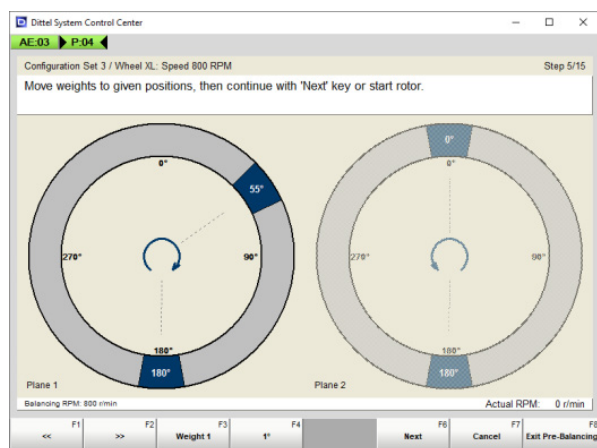 Dittel System Control Center
AE:03 P:04
Configuration Set 3 / Wheel XL: Speed 800 RPM Step 5/15
Move weights to given positions, then continue with 'Next' key or start rotor.
0° 0°
55°
270° 90° 270° 90°
180° 180°
180° 180°
Plane 1 Plane 2
Balancing RPM: 800 r/min Actual RPM: 0 r/min
F1 F2 F3 F4 F6 F7 F8
<< >> Weight 1 1° Next Cancel Exit Pre-Balancing